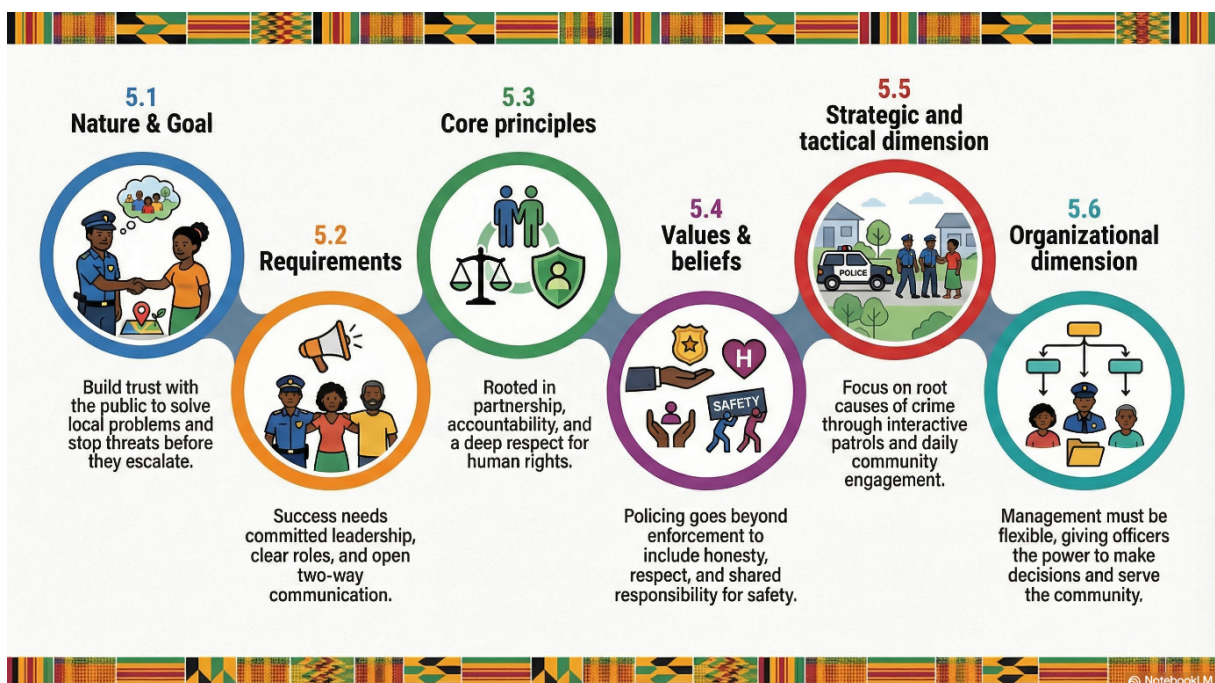 5.1
Nature & Goal
Build trust with
the public to solve
local problems and
stop threats before
they escalate.
5.2
Requirements
Success needs
committed leadership,
clear roles, and open
two-way
communication.
5.3
Core principles
Rooted in
partnership,
accountability, and
a deep respect for
human rights.
5.4
Values &
beliefs
H
SAFETY
Policing goes beyond
enforcement to
include honesty,
respect, and shared
responsibility for safety.
5.5
Strategic and
tactical dimension
POLICE
Focus on root
causes of crime
through interactive
patrols and daily
community
engagement.
5.6
Organizational
dimension
Management must be
flexible, giving officers
the power to make
decisions and serve
the community.
NotebookLM